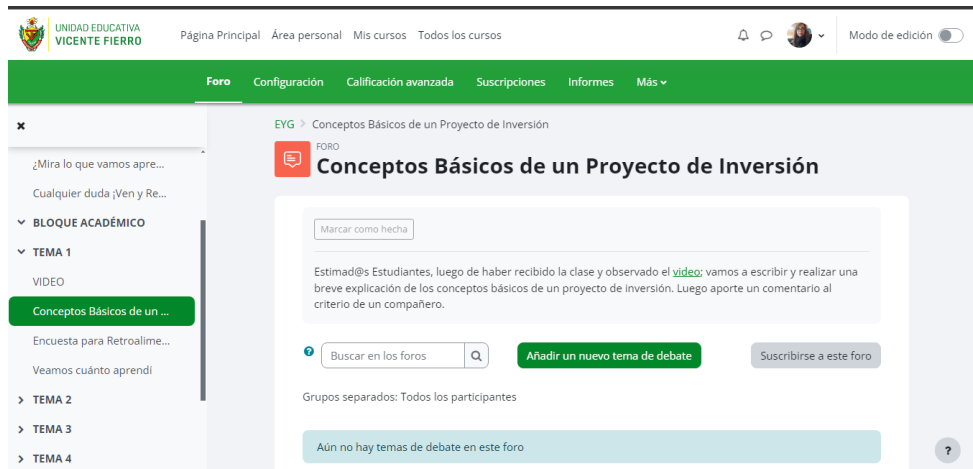 UNIDAD EDUCATIVA
VICENTE FIERRO
Página Principal Área personal Mis cursos Todos los cursos
Modo de edición
Foro Configuración Calificación avanzada Suscripciones Informes Más
¿Mira lo que vamos apre...
Cualquier duda ¡Ven y Re...
BLOQUE ACADÉMICO
TEMA 1
VIDEO
Conceptos Básicos de un ...
Encuesta para Retroalime...
Veamos cuánto aprendí
TEMA 2
TEMA 3
TEMA 4
EYG > Conceptos Básicos de un Proyecto de Inversión
FORO
Conceptos Básicos de un Proyecto de Inversión
Marcar como hecha
Estimad@s Estudiantes, luego de haber recibido la clase y observado el video; vamos a escribir y realizar una
breve explicación de los conceptos básicos de un proyecto de inversión. Luego aporte un comentario al
criterio de un compañero.
? Buscar en los foros Añadir un nuevo tema de debate Suscribirse a este foro
Grupos separados: Todos los participantes
Aún no hay temas de debate en este foro
?